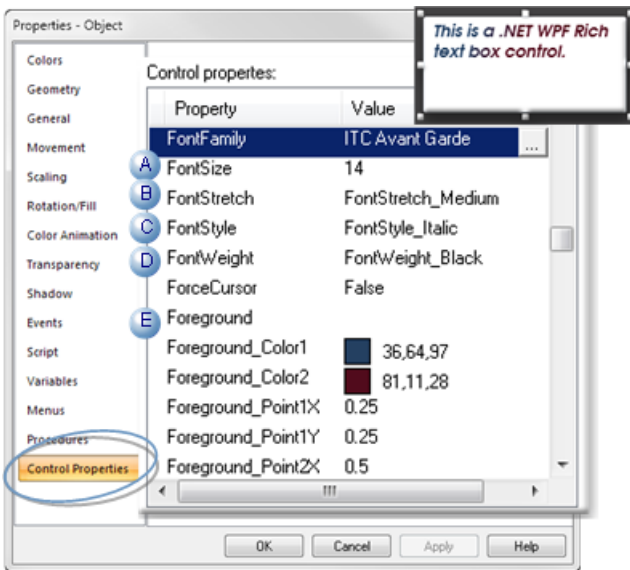 Properties - Object
This is a .NET WPF Rich
text box control.
Colors
Geometry
General
Movement
Scaling
Rotation/Fill
Color Animation
Transparency
Shadow
Events
Script
Variables
Menus
Procedures
Control Properties
Control propertes:
Property Value
FontFamily ITC Avant Garde ...
A FontSize 14
B FontStretch FontStretch_Medium
C FontStyle FontStyle_Italic
D FontWeight FontWeight_Black
ForceCursor False
E Foreground
Foreground_Color1 36,64,97
Foreground_Color2 81,11,28
Foreground_Point1X 0.25
Foreground_Point1Y 0.25
Foreground_Point2X 0.5
OK Cancel Apply Help